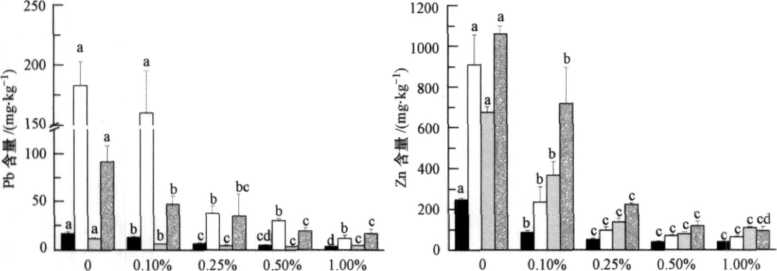 Pb 含量 /(mg·kg⁻¹)
250
200
150
100
50
0
a
a
a
a
a
a
b
b
c
b
c
bc
cd
b
c
c
d
b
c
c
0
0.10%
0.25%
0.50%
1.00%
Zn 含量 /(mg·kg⁻¹)
1200
1000
800
600
400
200
0
a
a
a
a
b
b
b
b
c
c
c
c
c
c
c
c
c
c
c
cd
0
0.10%
0.25%
0.50%
1.00%